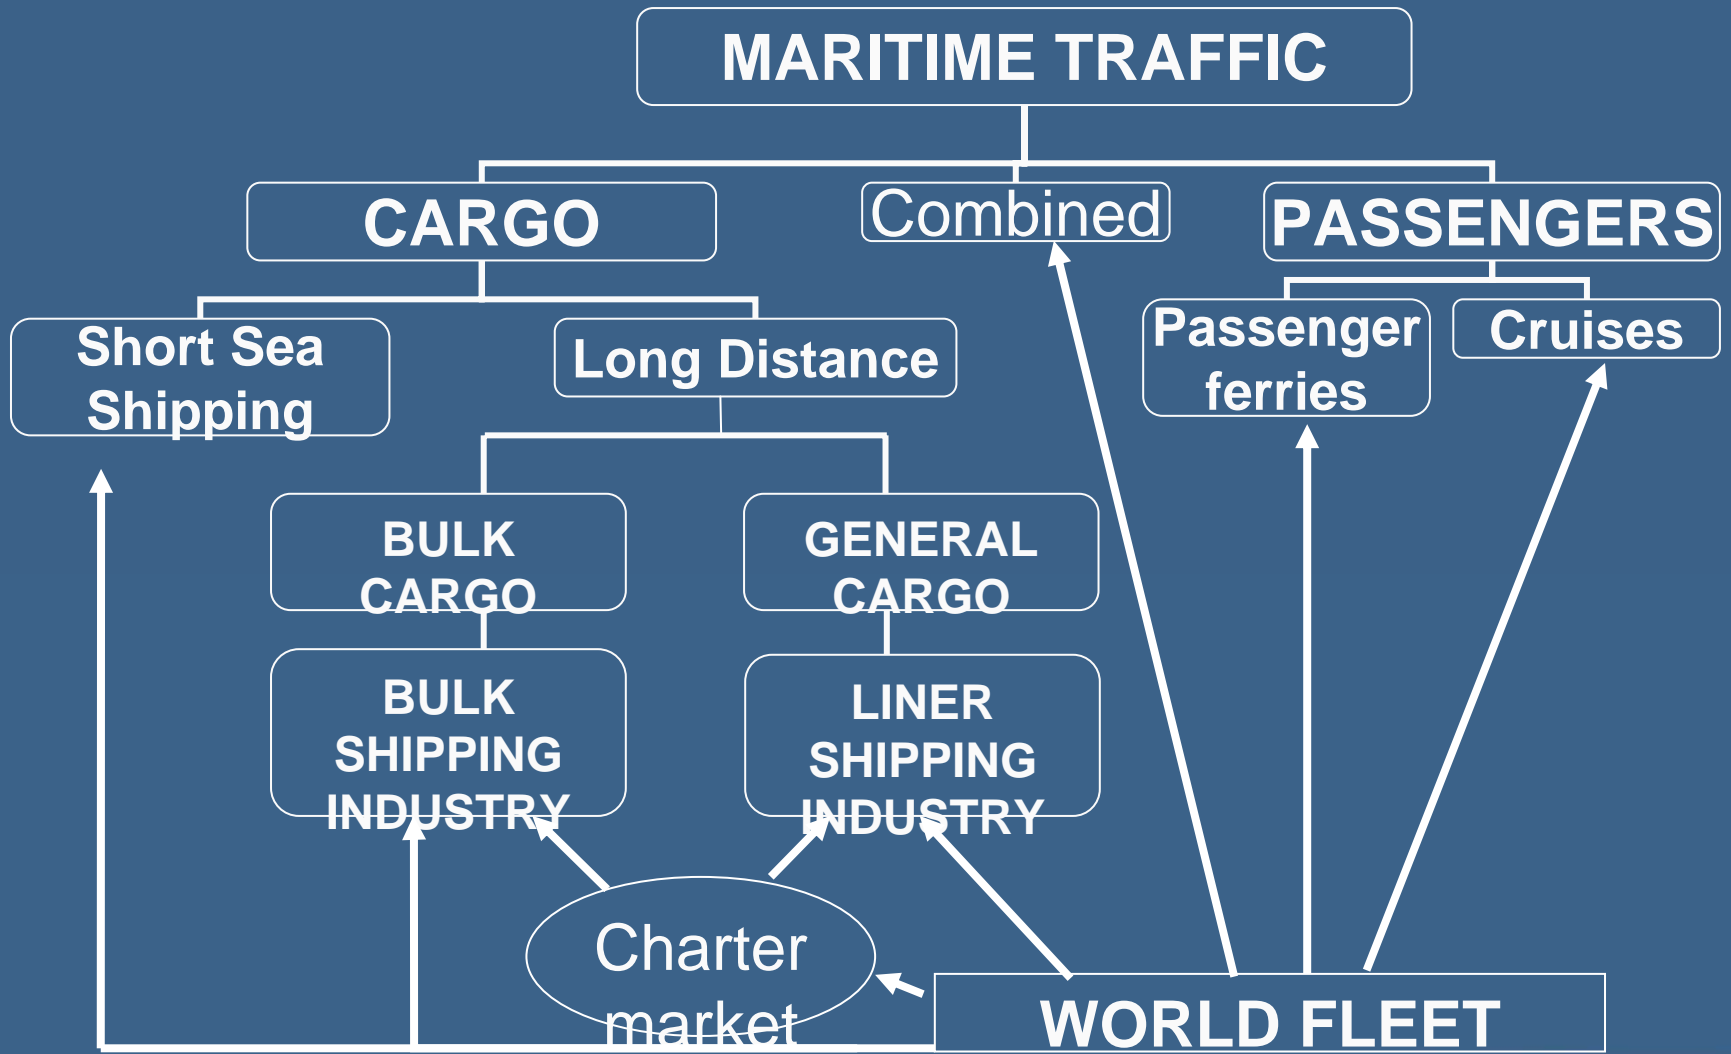 MARITIME TRAFFIC
CARGO
Combined
PASSENGERS
Short Sea
Shipping
Long Distance
Passenger
ferries
Cruises
BULK
CARGO
GENERAL
CARGO
BULK
SHIPPING
INDUSTRY
LINER
SHIPPING
INDUSTRY
Charter
market
WORLD FLEET